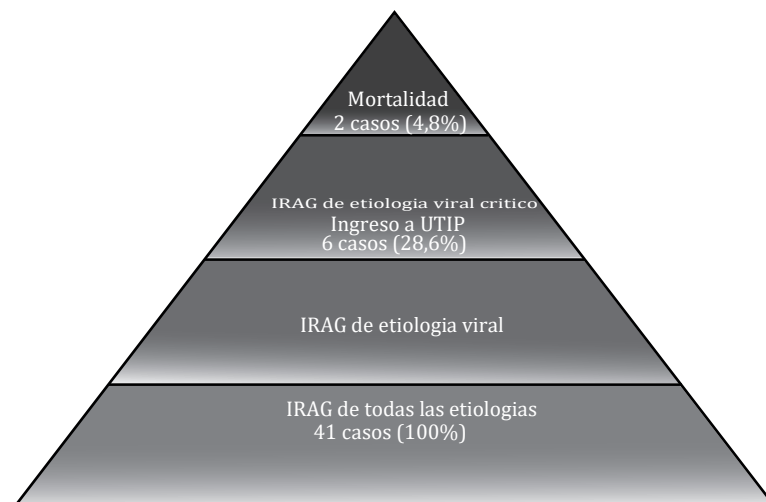 Mortalidad
2 casos (4,8%)
IRAG de etiologia viral critico
Ingreso a UTIP
6 casos (28,6%)
IRAG de etiologia viral
IRAG de todas las etiologias
41 casos (100%)